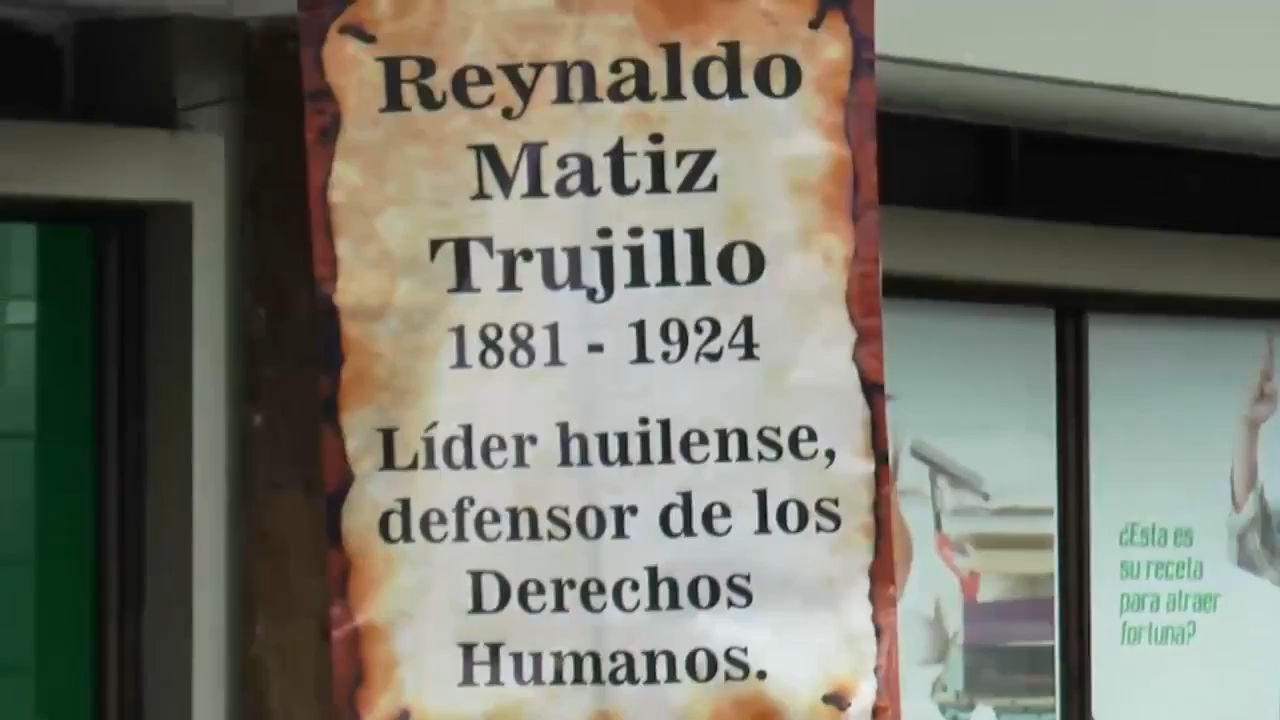 Reynaldo
Matiz
Trujillo
1881 - 1924
Líder huilense,
defensor de los
Derechos
Humanos.
¿Esta es
su receta
para atraer
fortuna?